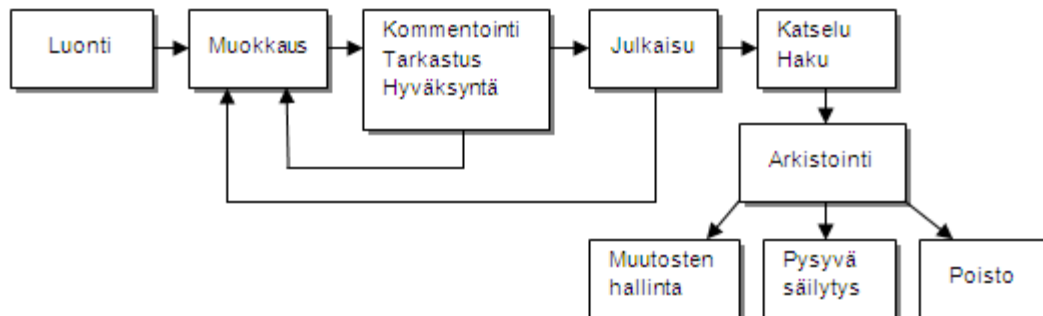 Luonti
Muokkaus
Kommentointi
Tarkastus
Hyväksyntä
Julkaisu
Katselu
Haku
Arkistointi
Muutosten
hallinta
Pysyvä
säilytys
Poisto